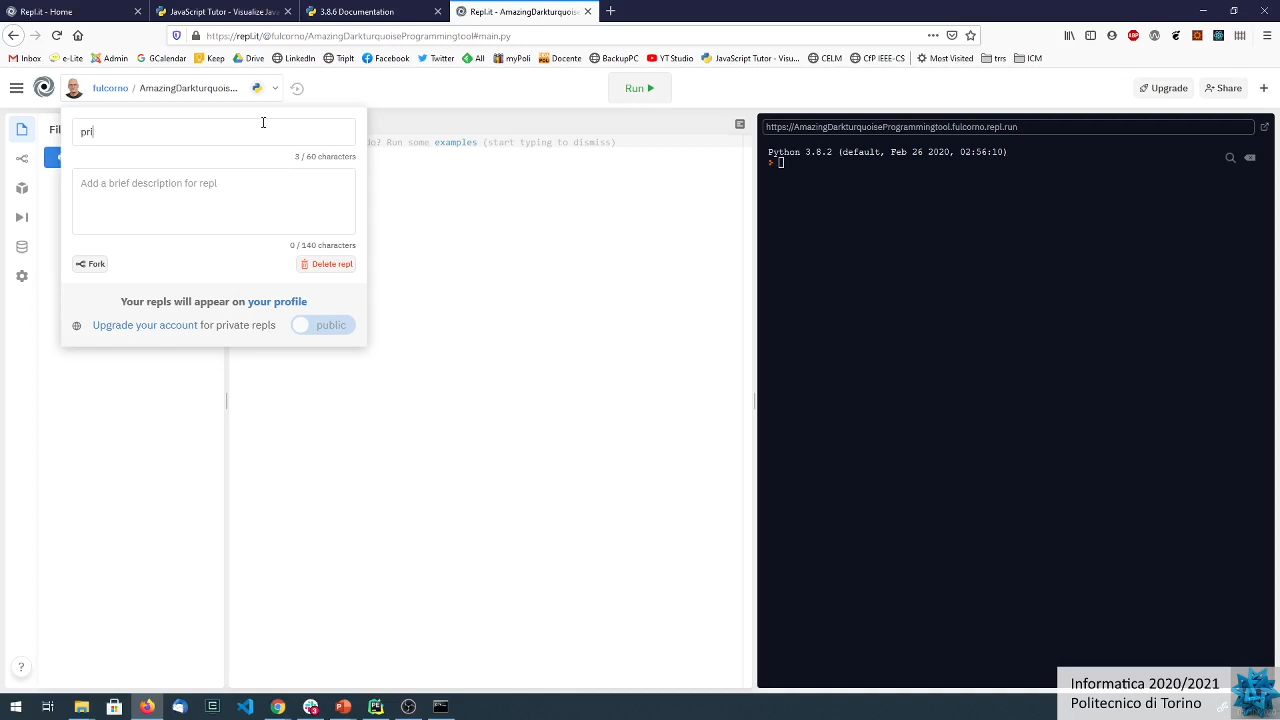 Repl.it - Home
JavaScript Tutor - Visualize Java
3.8.6 Documentation
Repl.it - AmazingDarkturquoise
https://repl.it/@fulcorno/AmazingDarkturquoiseProgrammingtool#main.py
Inbox
e-Lite
Admin
GCalendar
Keep
Drive
LinkedIn
TripIt
Facebook
Twitter
All
myPoli
Docente
BackupPC
YT Studio
JavaScript Tutor - Visu...
CELM
CfP IEEE-CS
Most Visited
trrs
ICM
fulcorno / AmazingDarkturquois...
Run
Upgrade
Share
Fil
pri
3 / 60 characters
do? Run some examples (start typing to dismiss)
https://AmazingDarkturquoiseProgrammingtool.fulcorno.repl.run
Python 3.8.2 (default, Feb 26 2020, 02:56:10)
Add a brief description for repl
0 / 140 characters
Fork
Delete repl
Your repls will appear on your profile
Upgrade your account for private repls
public
?
Informatica 2020/2021
Politecnico di Torino